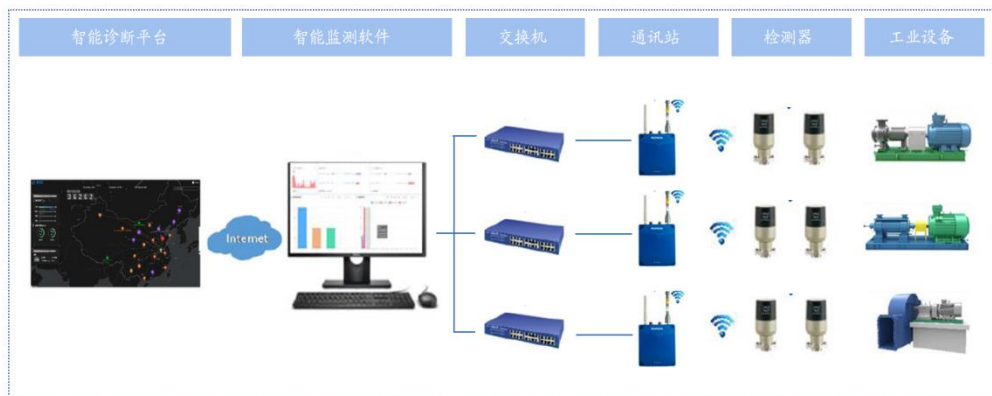 智能诊断平台
智能监测软件
交换机
通讯站
检测器
工业设备
Internet